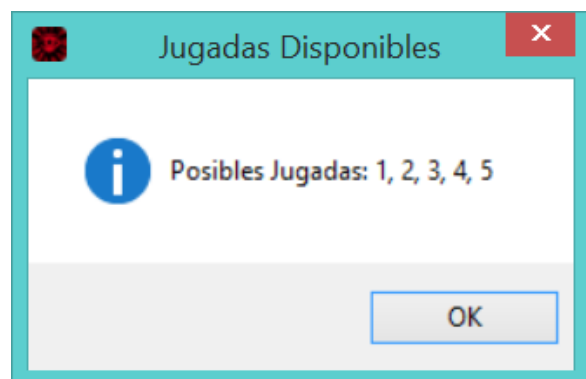 Jugadas Disponibles
Posibles Jugadas: 1, 2, 3, 4, 5
OK